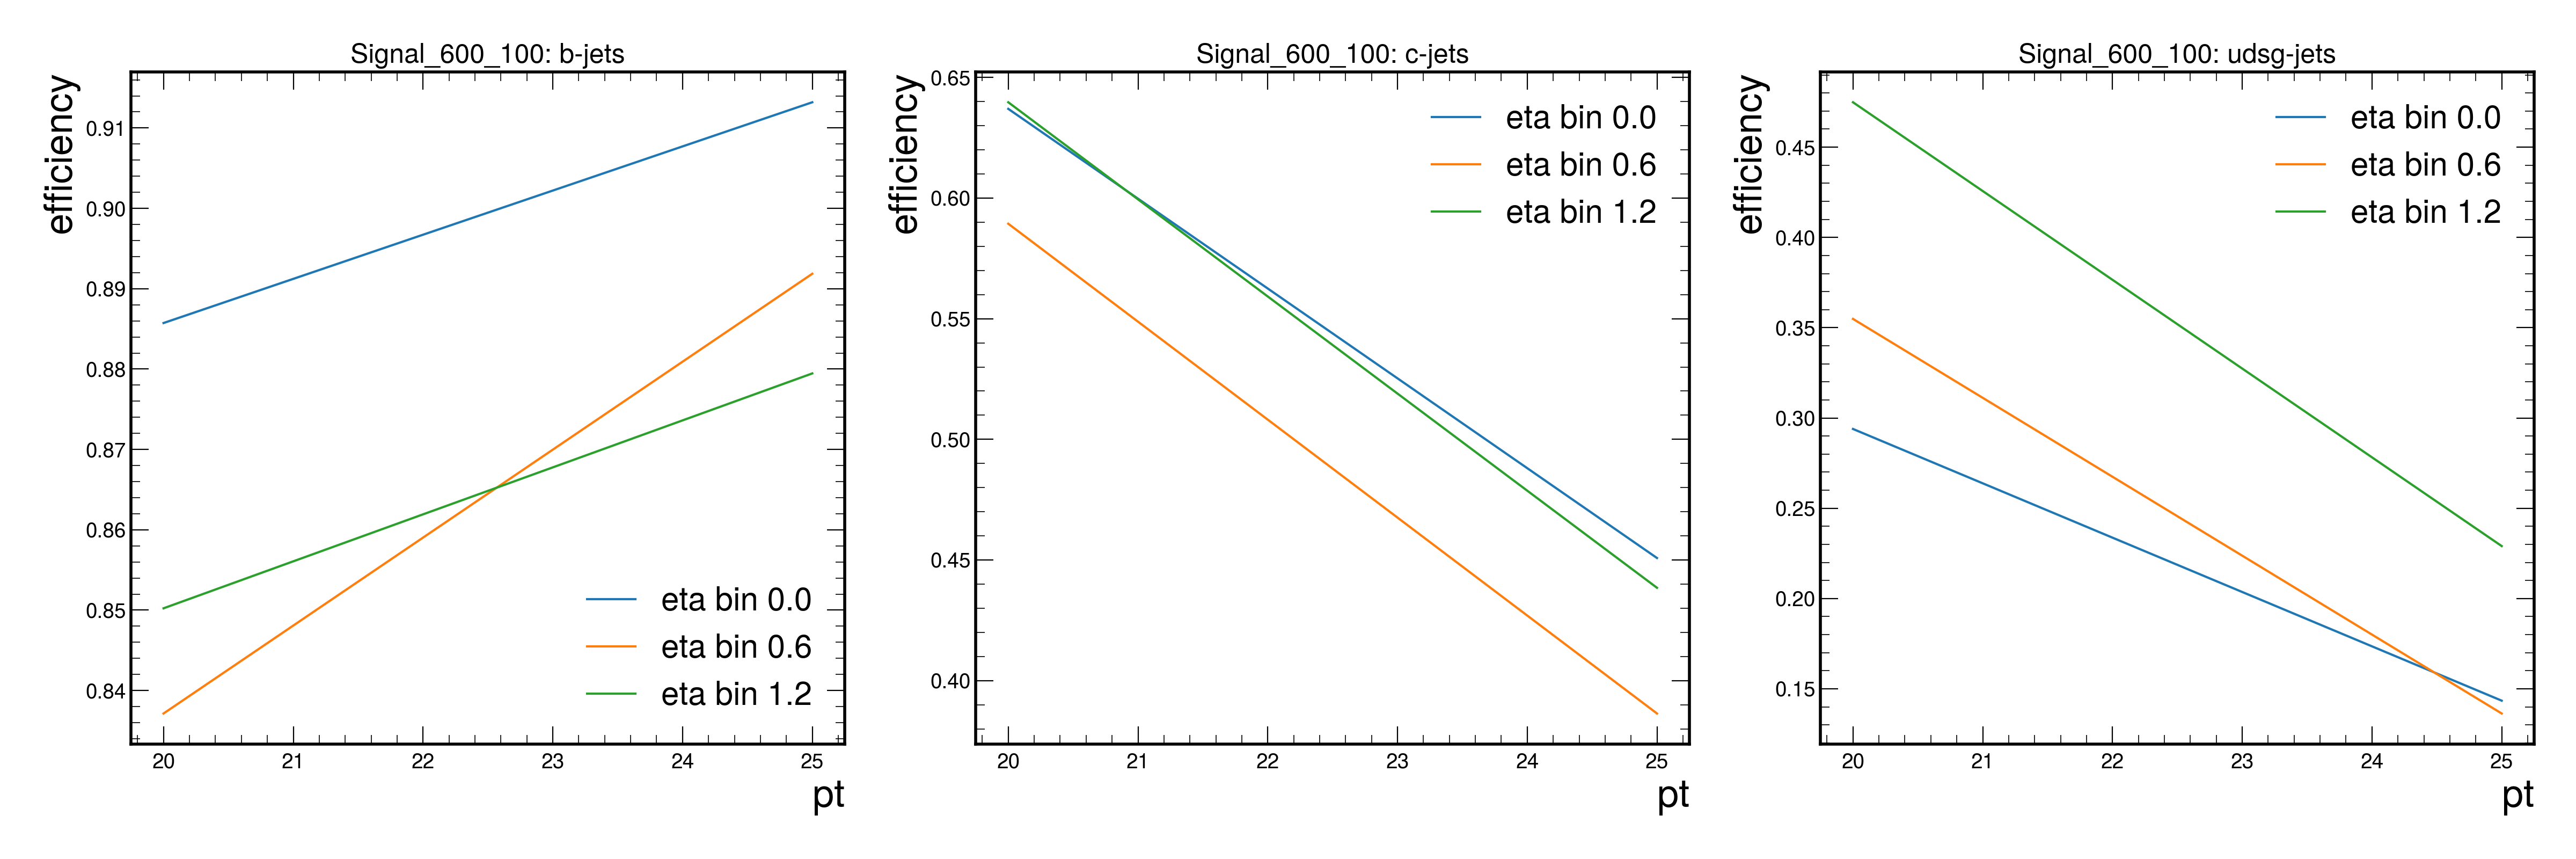 Signal_600_100: b-jets
efficiency
0.91
0.90
0.89
0.88
0.87
0.86
0.85
0.84
eta bin 0.0
eta bin 0.6
eta bin 1.2
20 21 22 23 24 25
pt
Signal_600_100: c-jets
efficiency
0.65
0.60
0.55
0.50
0.45
0.40
eta bin 0.0
eta bin 0.6
eta bin 1.2
20 21 22 23 24 25
pt
Signal_600_100: udsg-jets
efficiency
0.45
0.40
0.35
0.30
0.25
0.20
0.15
eta bin 0.0
eta bin 0.6
eta bin 1.2
20 21 22 23 24 25
pt